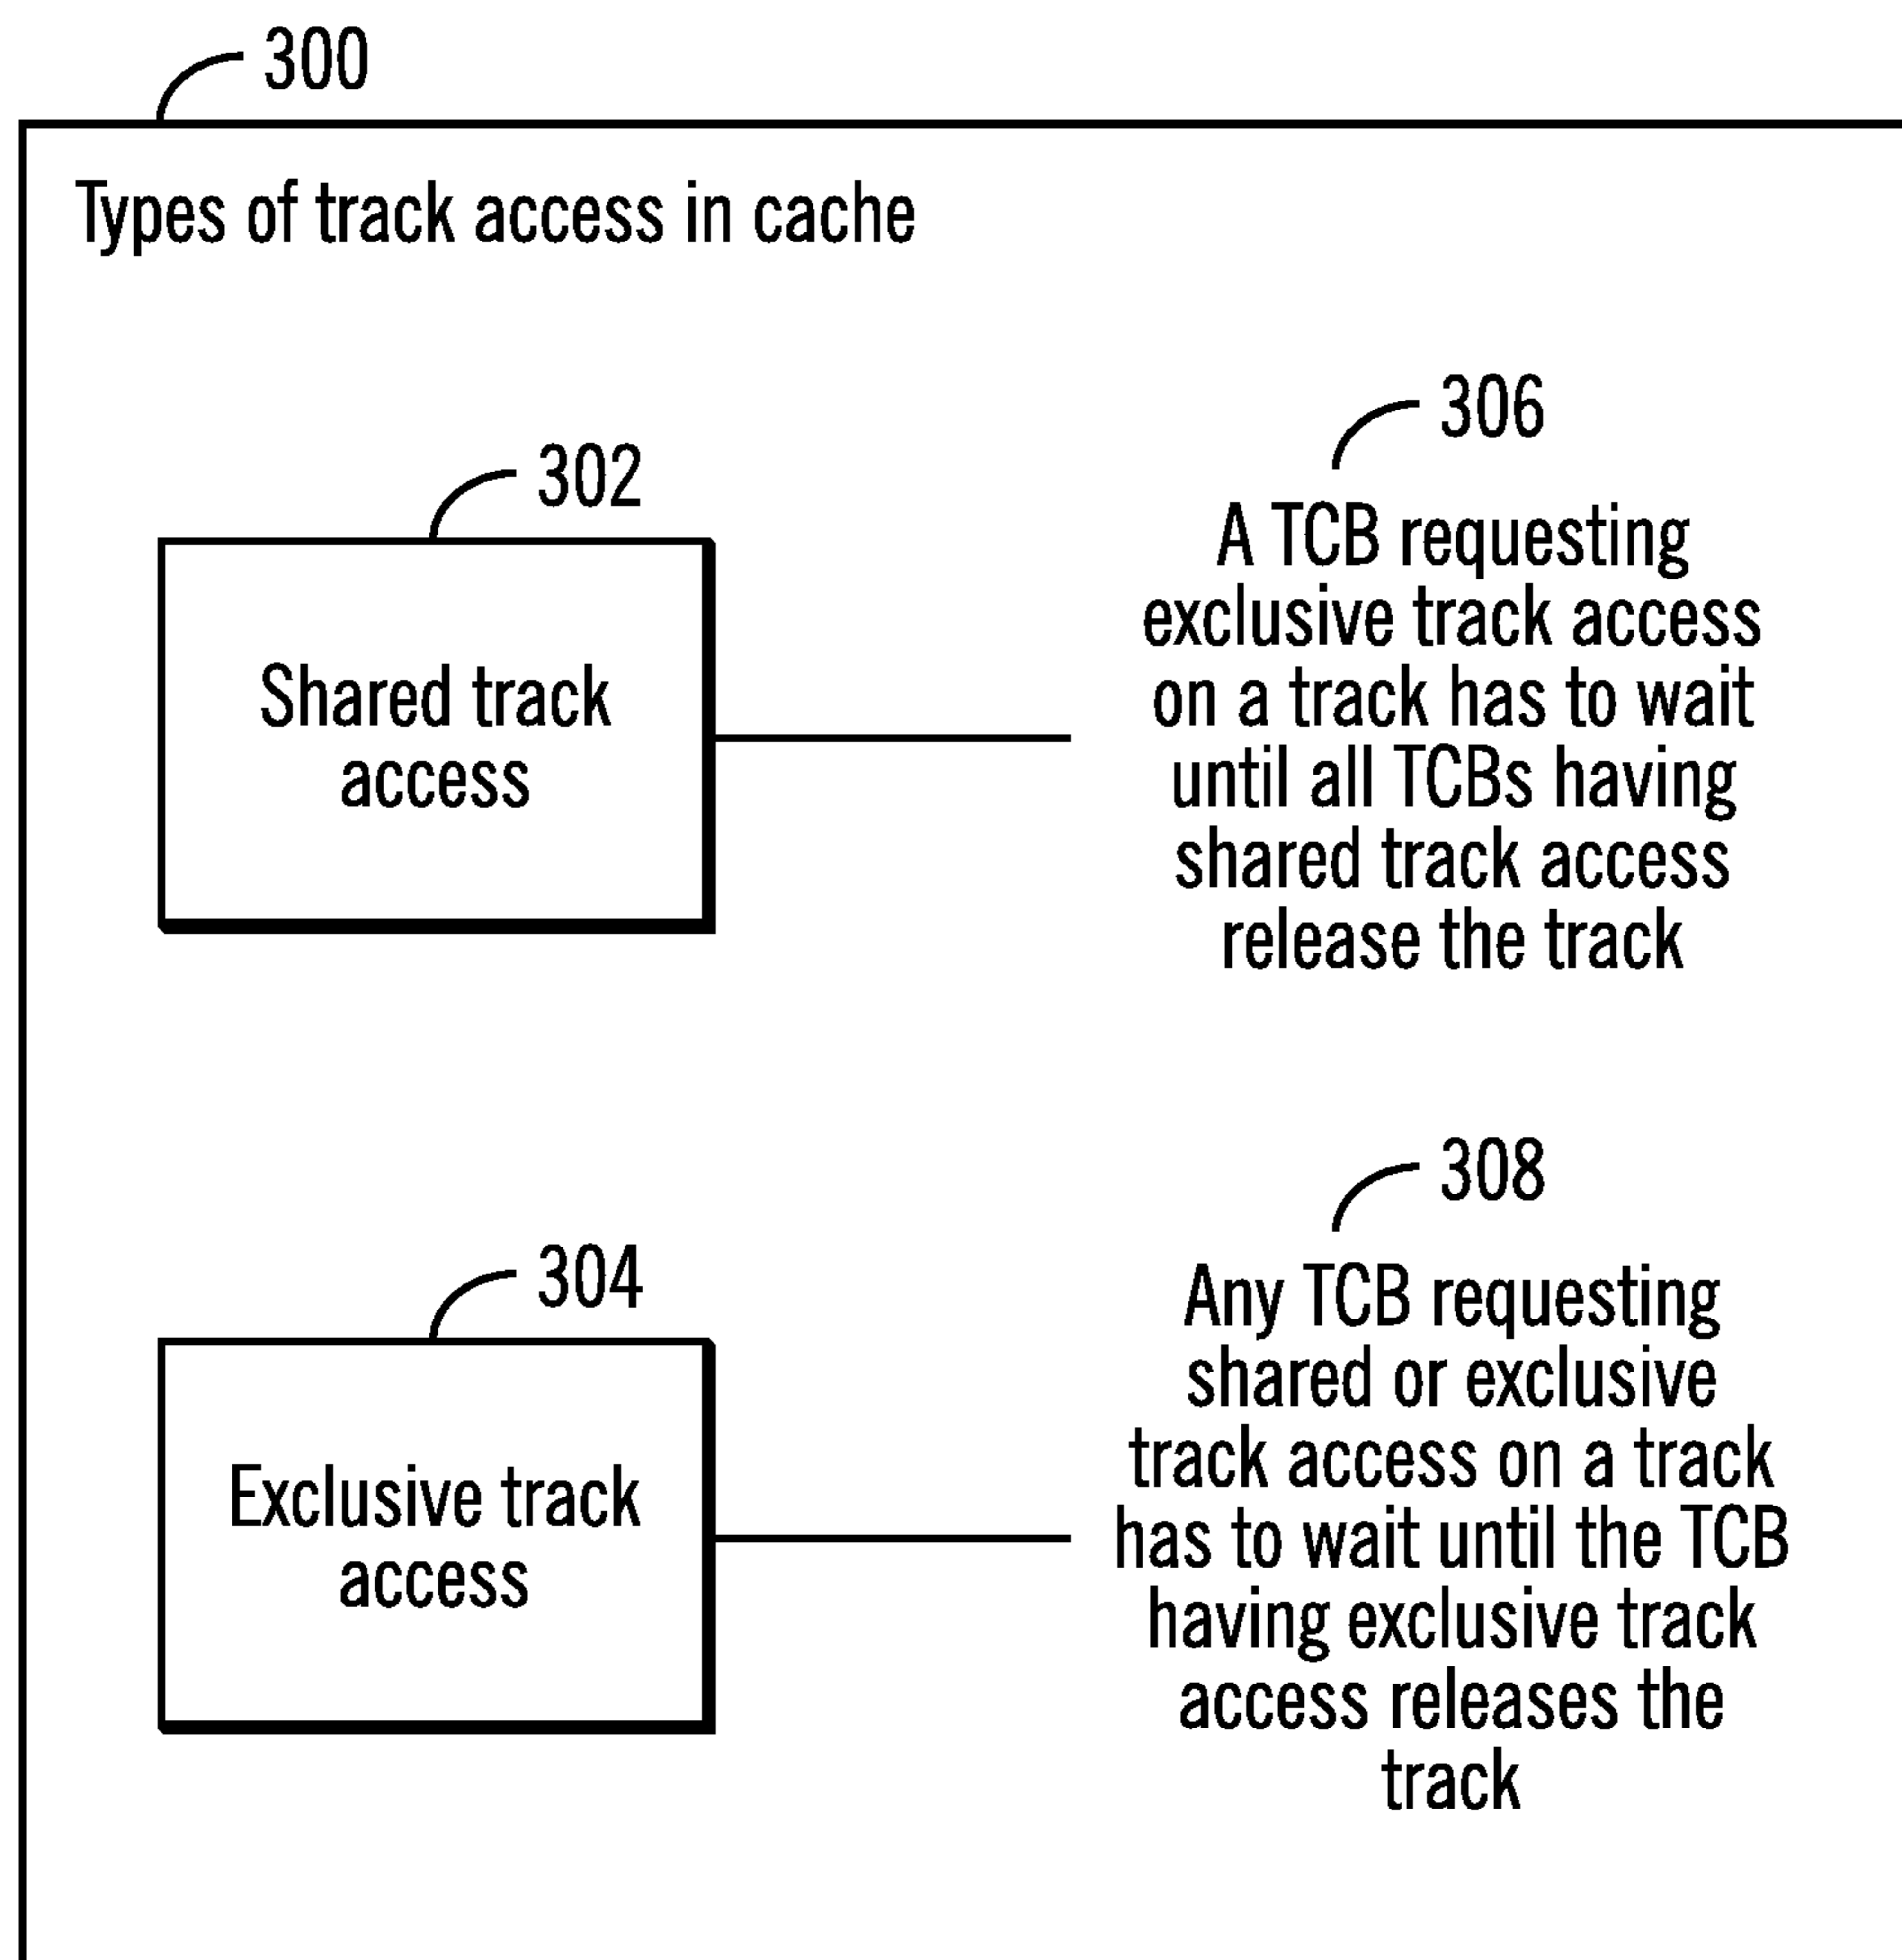 300
Types of track access in cache
302
Shared track
access
306
A TCB requesting
exclusive track access
on a track has to wait
until all TCBs having
shared track access
release the track
304
Exclusive track
access
308
Any TCB requesting
shared or exclusive
track access on a track
has to wait until the TCB
having exclusive track
access releases the
track